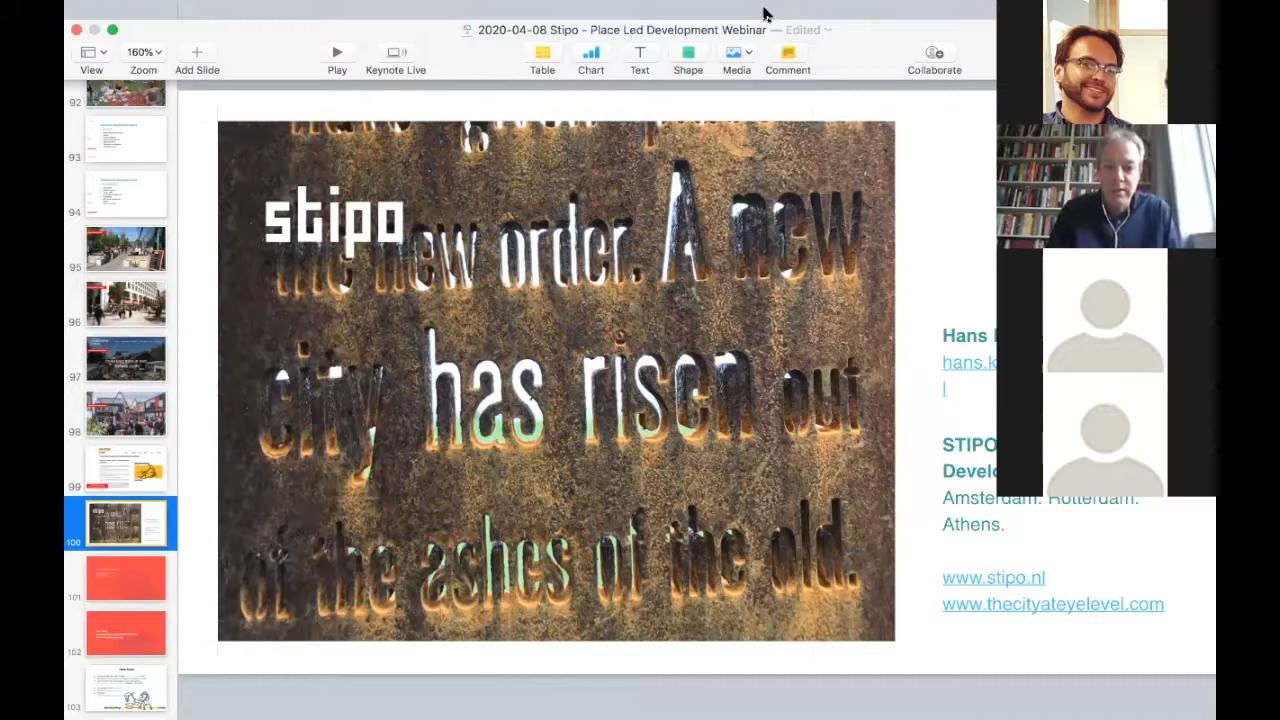 2020-04-08 Stipo - Place Led Development Webinar — Edited
160%
View
Zoom
Add Slide
Play
Keynote Live
Table
Chart
Text
Shape
Media
Comment
Collaborate
92
93
94
95
96
97
98
99
100
101
102
103
stipo
the new order. A new
city has risen out
of the ashes of the old.
Hans
hans.k
l
STIPO
Develo
Amsterdam. Rotterdam.
Athens.
www.stipo.nl
www.thecityateyelevel.com